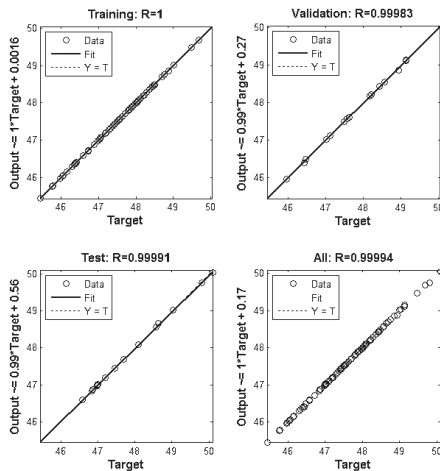 Training: R=1
50
49
48
47
46
Output ~= 1*Target + 0.0016
Data
Fit
Y = T
46 47 48 49 50
Target
Validation: R=0.99983
50
49
48
47
46
Output ~= 0.99*Target + 0.27
Data
Fit
Y = T
46 47 48 49 50
Target
Test: R=0.99991
50
49
48
47
46
Output ~= 0.99*Target + 0.56
Data
Fit
Y = T
46 47 48 49 50
Target
All: R=0.99994
50
49
48
47
46
Output ~= 1*Target + 0.17
Data
Fit
Y = T
46 47 48 49 50
Target